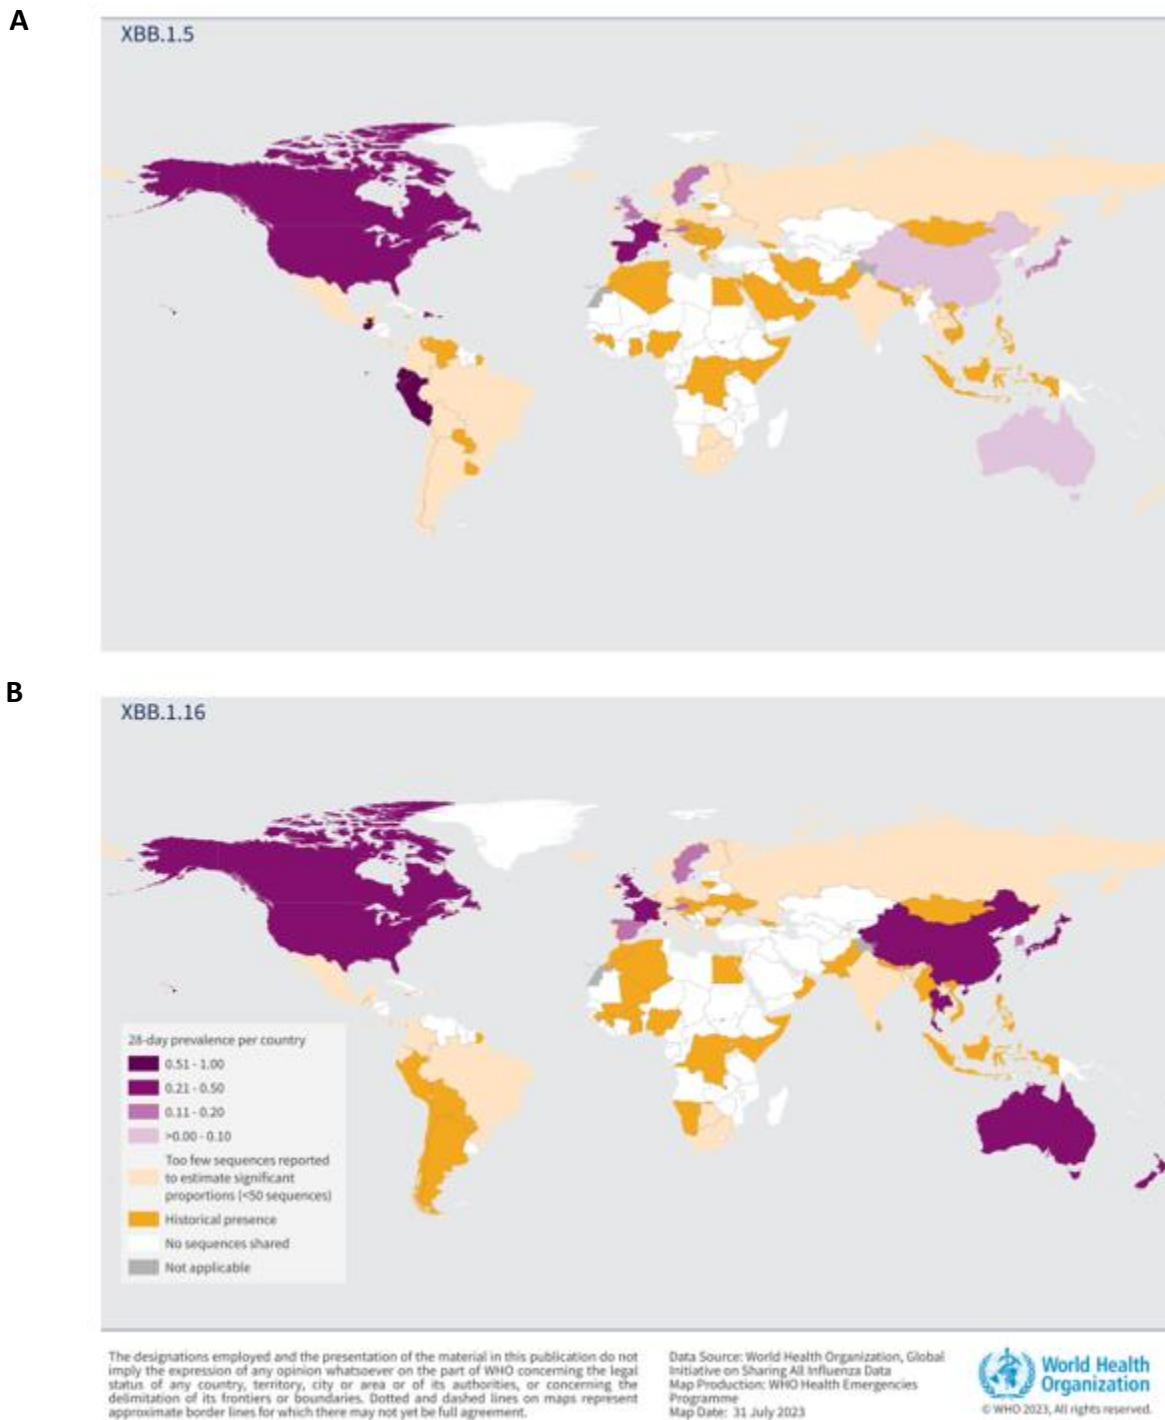 A
XBB.1.5
B
XBB.1.16
28-day prevalence per country
0.51 - 1.00
0.21 - 0.50
0.11 - 0.20
>0.00 - 0.10
Too few sequences reported
to estimate significant
proportions (<50 sequences)
Historical presence
No sequences shared
Not applicable
The designations employed and the presentation of the material in this publication do not
imply the expression of any opinion whatsoever on the part of WHO concerning the legal
status of any country, territory, city or area or of its authorities, or concerning the
delimitation of its frontiers or boundaries. Dotted and dashed lines on maps represent
approximate border lines for which there may not yet be full agreement.
Data Source: World Health Organization, Global
Initiative on Sharing All Influenza Data
Map Production: WHO Health Emergencies
Programme
Map Date: 31 July 2023
World Health
Organization
© WHO 2023, All rights reserved.